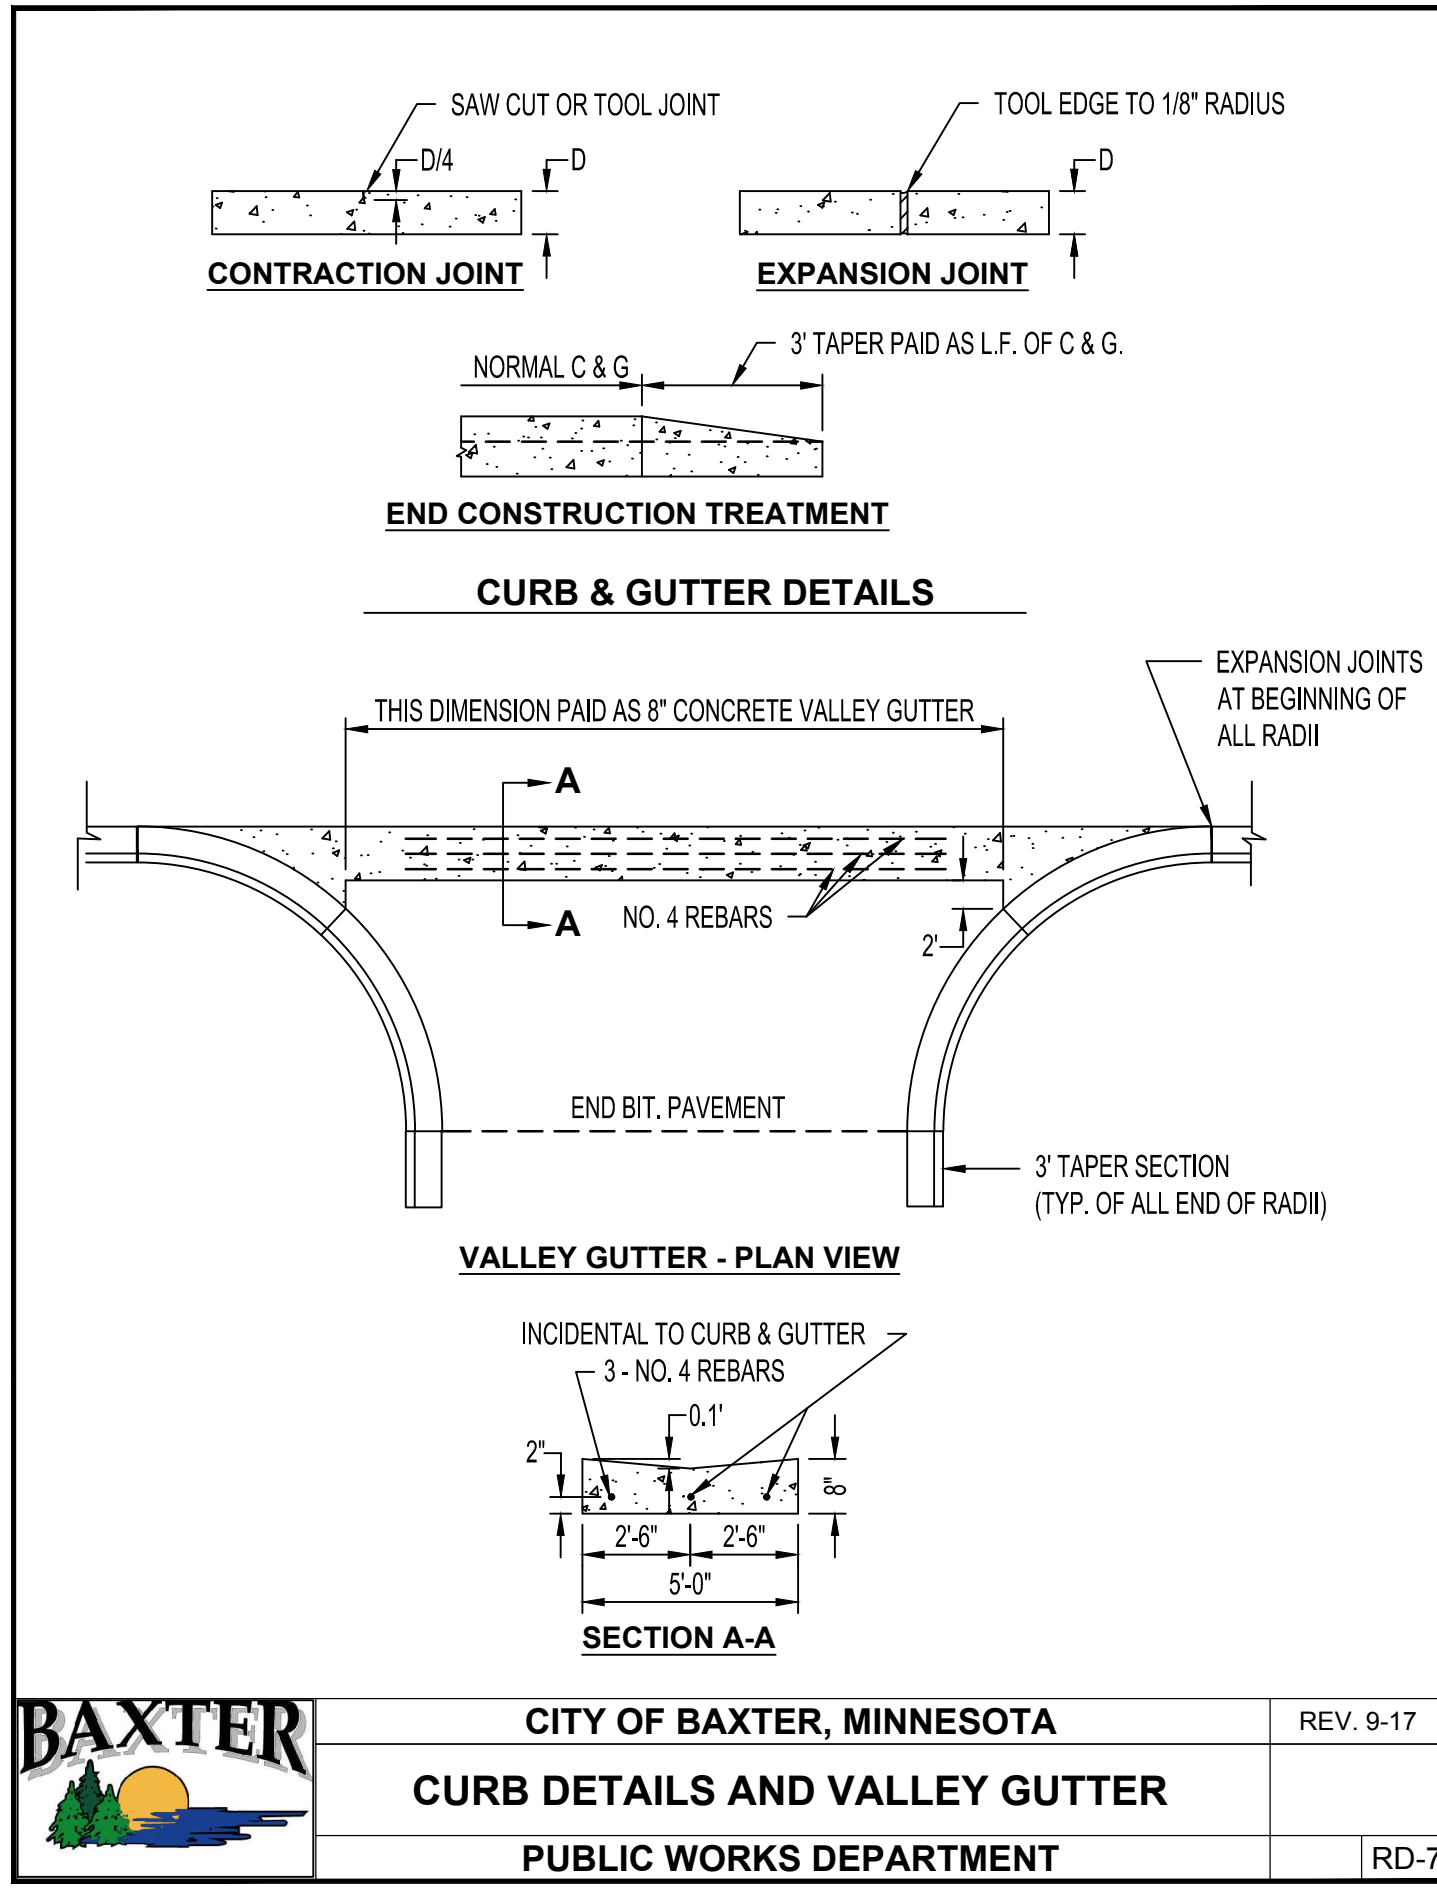 SAW CUT OR TOOL JOINT
D/4
D
CONTRACTION JOINT
TOOL EDGE TO 1/8" RADIUS
D
EXPANSION JOINT
NORMAL C & G
3' TAPER PAID AS L.F. OF C & G.
END CONSTRUCTION TREATMENT
CURB & GUTTER DETAILS
EXPANSION JOINTS
AT BEGINNING OF
ALL RADII
THIS DIMENSION PAID AS 8" CONCRETE VALLEY GUTTER
A
A
NO. 4 REBARS
2'
END BIT. PAVEMENT
3' TAPER SECTION
(TYP. OF ALL END OF RADII)
VALLEY GUTTER - PLAN VIEW
INCIDENTAL TO CURB & GUTTER
3 - NO. 4 REBARS
0.1'
2"
8"
2'-6"
2'-6"
5'-0"
SECTION A-A
BAXTER
CITY OF BAXTER, MINNESOTA
REV. 9-17
CURB DETAILS AND VALLEY GUTTER
PUBLIC WORKS DEPARTMENT
RD-7